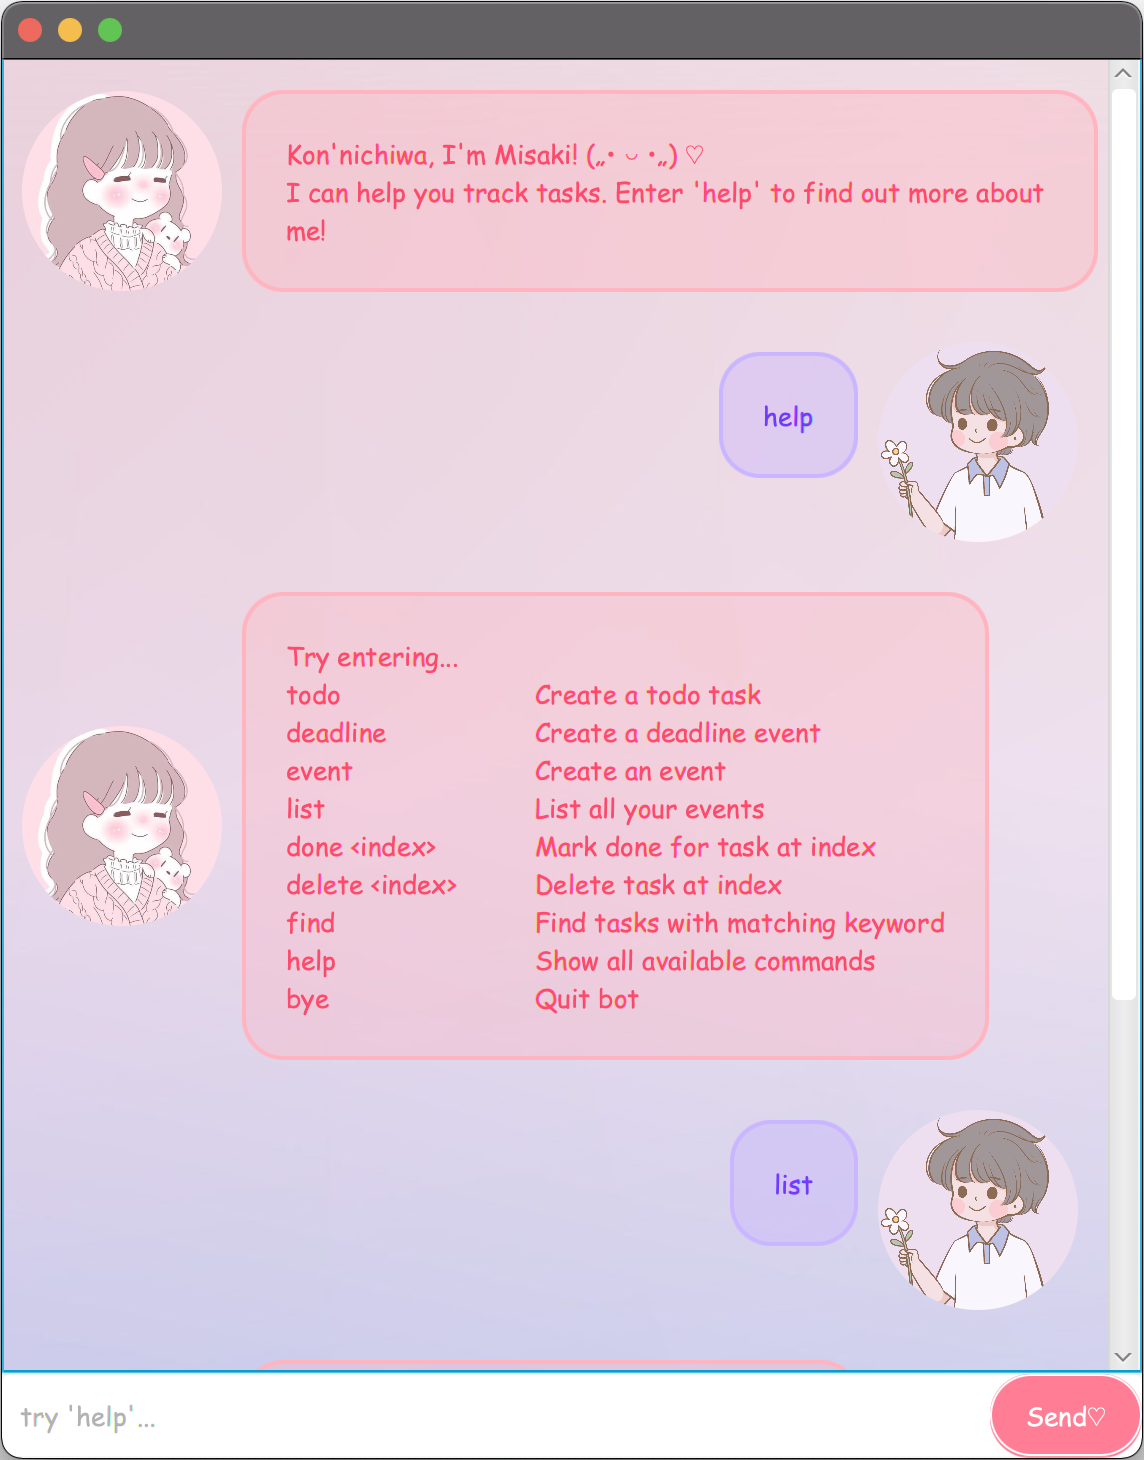 Kon'nichiwa, I'm Misaki! („• ᴗ •„) ♡
I can help you track tasks. Enter 'help' to find out more about
me!
help
Try entering...
todo Create a todo task
deadline Create a deadline event
event Create an event
list List all your events
done <index> Mark done for task at index
delete <index> Delete task at index
find Find tasks with matching keyword
help Show all available commands
bye Quit bot
list
try 'help'...
Send♡